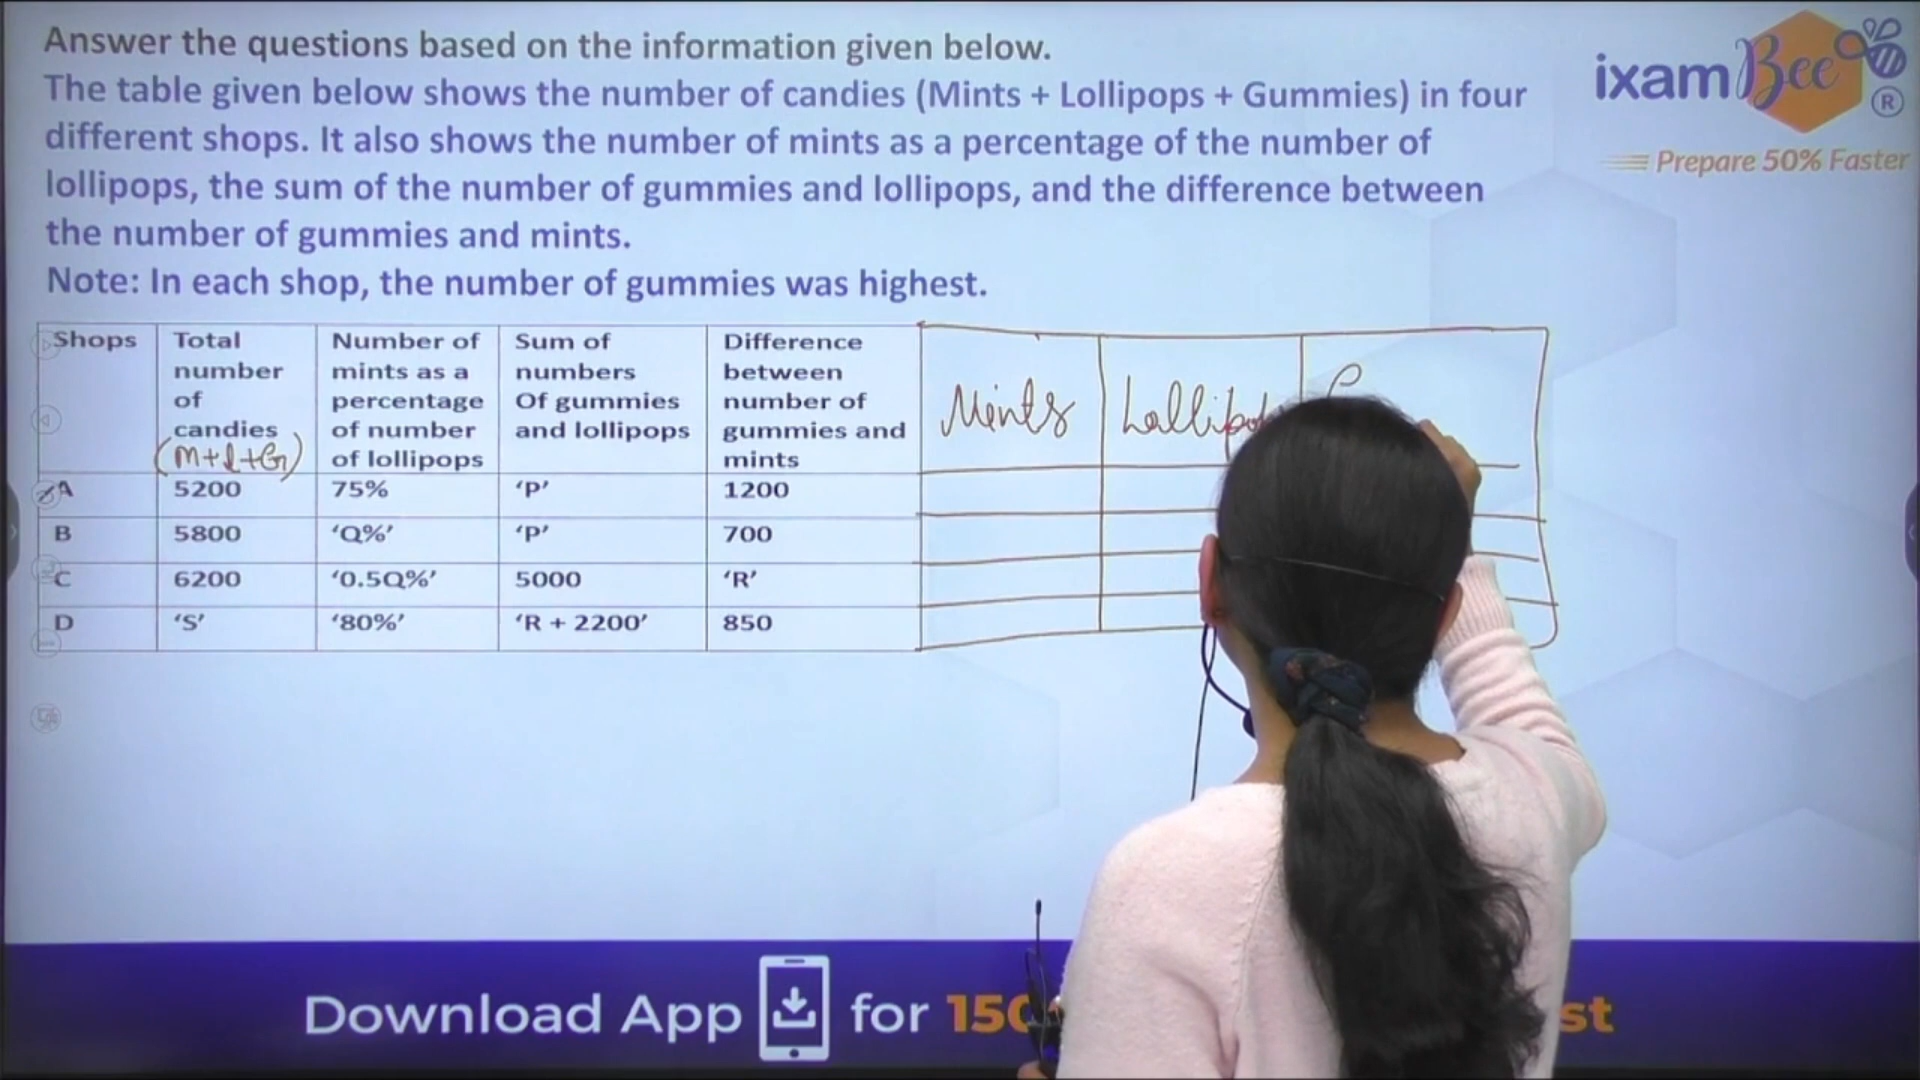 Answer the questions based on the information given below.
The table given below shows the number of candies (Mints + Lollipops + Gummies) in four
different shops. It also shows the number of mints as a percentage of the number of
lollipops, the sum of the number of gummies and lollipops, and the difference between
the number of gummies and mints.
Note: In each shop, the number of gummies was highest.
ixamBee
®
Prepare 50% Faster
Shops
Total
number
of
candies
(M+l+G)
Number of
mints as a
percentage
of number
of lollipops
Sum of
numbers
Of gummies
and lollipops
Difference
between
number of
gummies and
mints
Mints
A 5200 75% 'P' 1200
B 5800 'Q%' 'P' 700
C 6200 '0.5Q%' 5000 'R'
D 'S' '80%' 'R + 2200' 850
Download App for